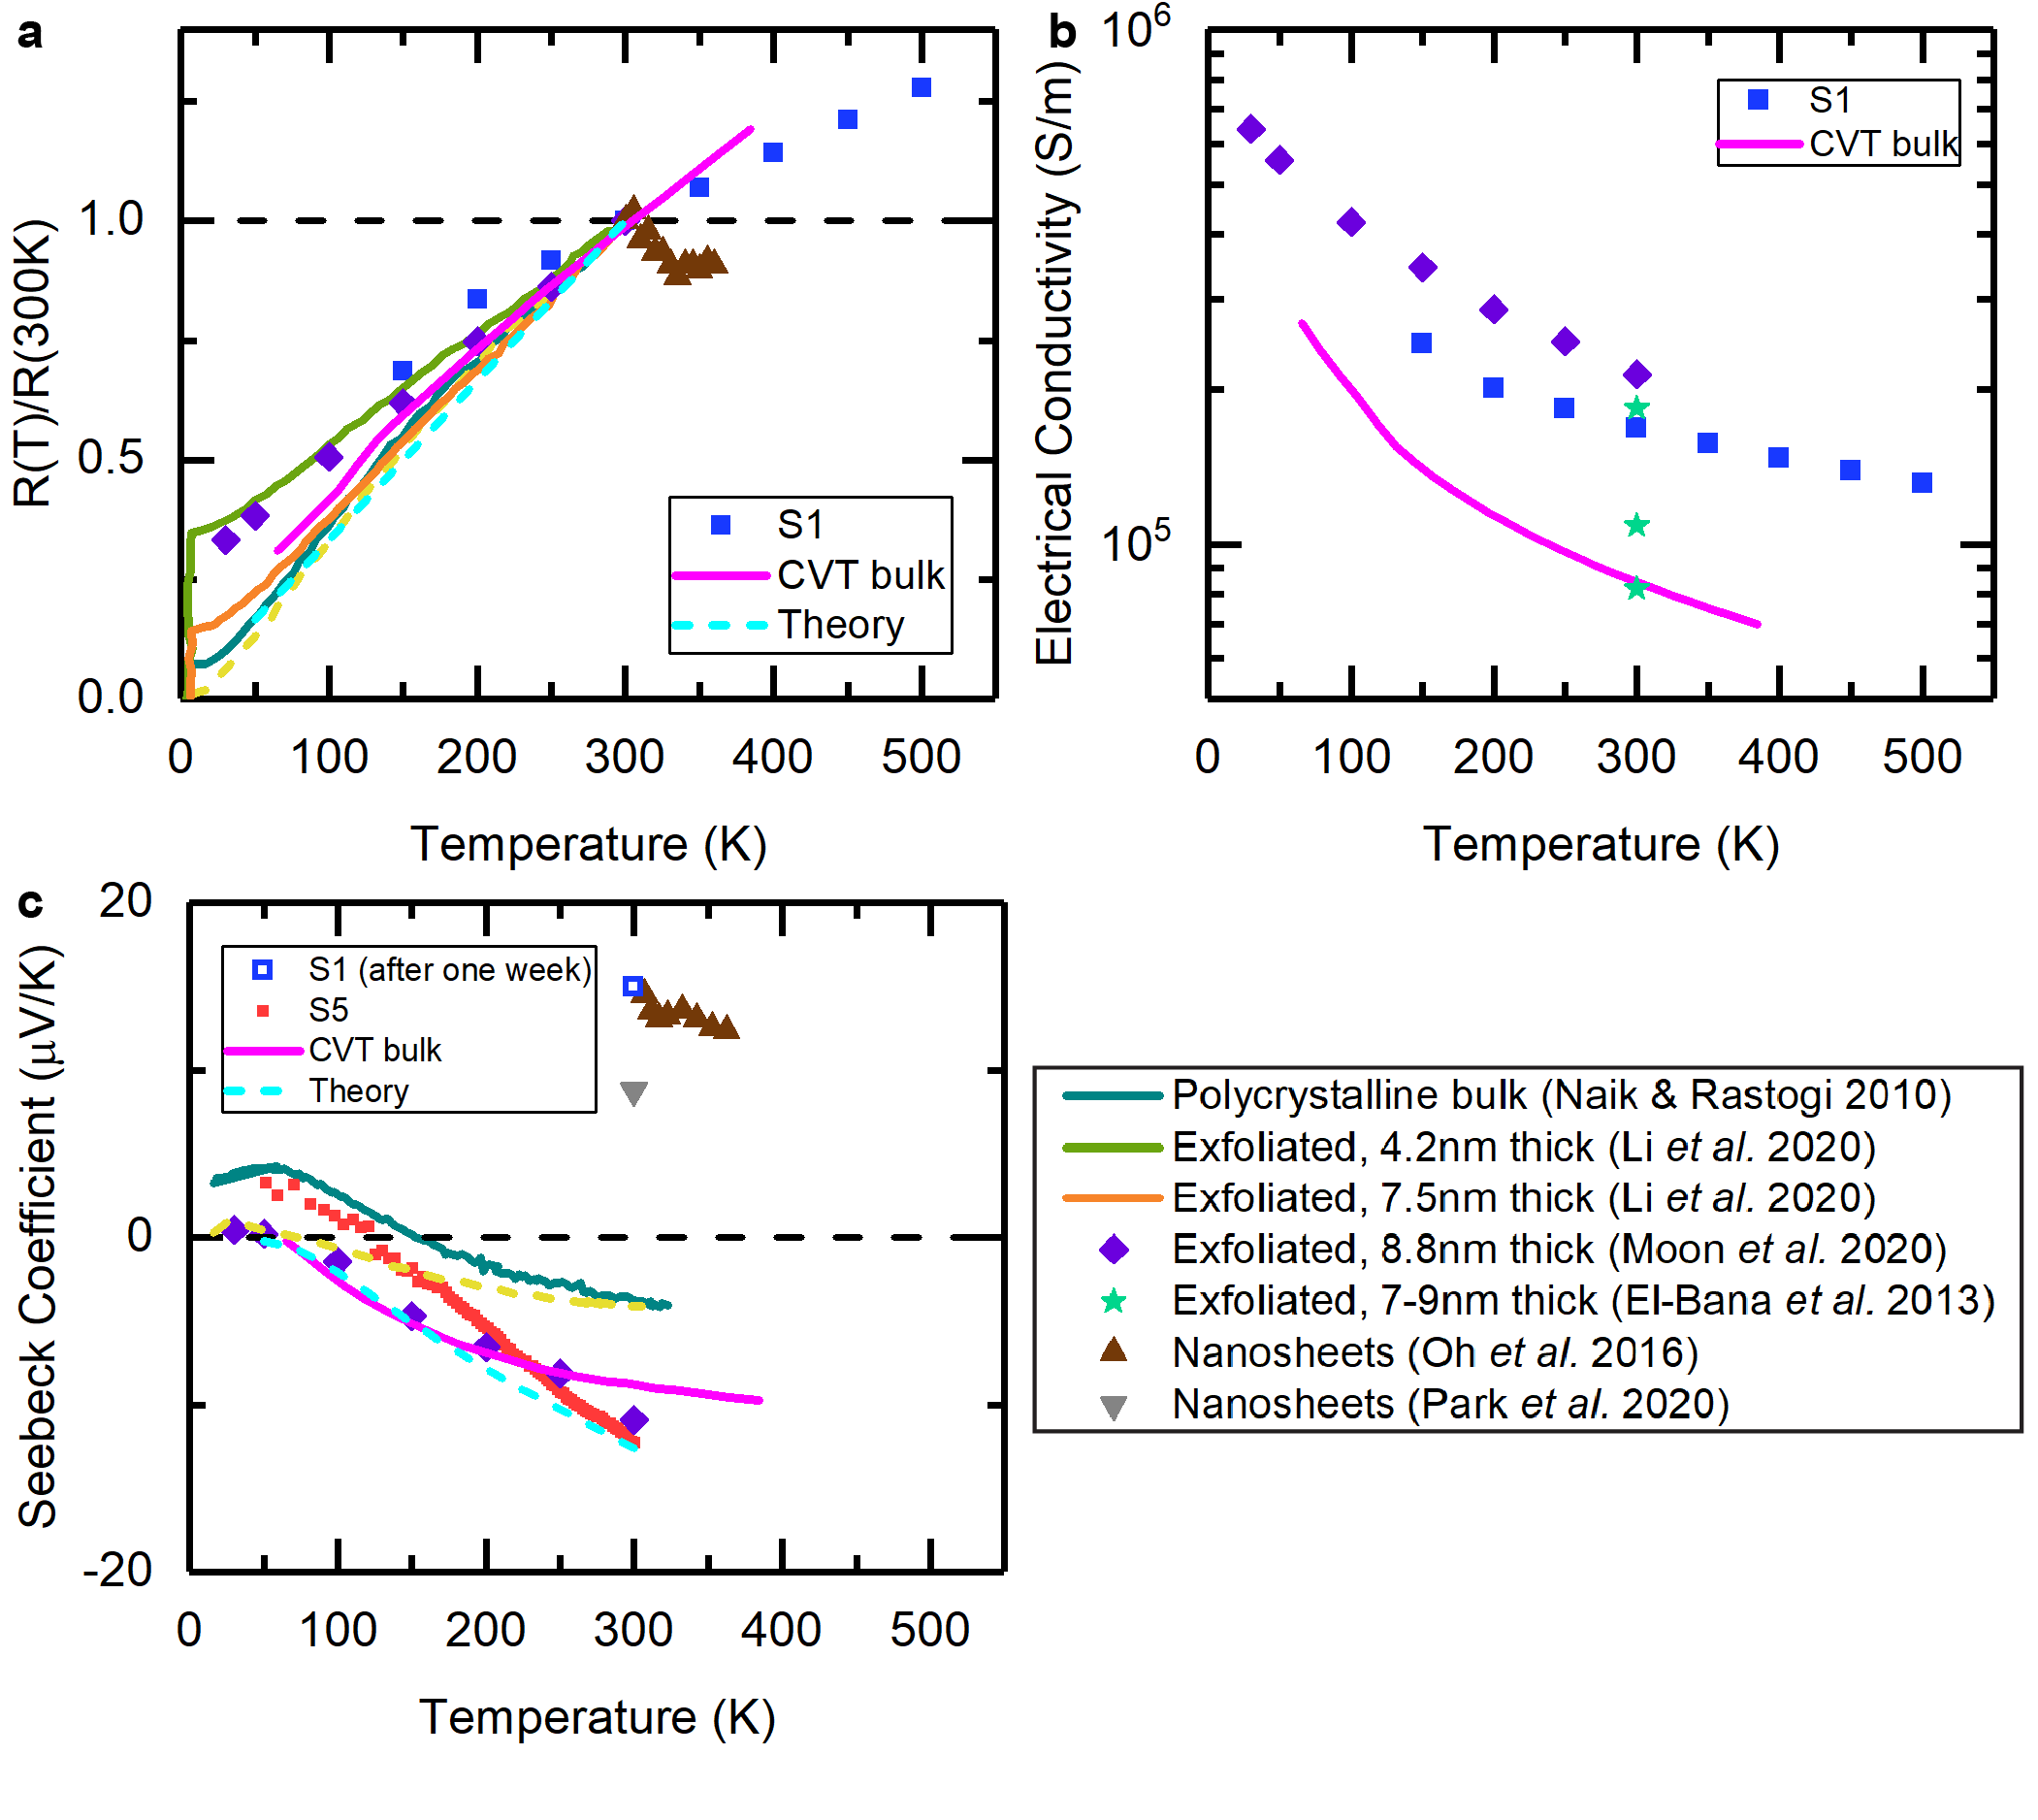 a
R(T)/R(300K)
1.0
0.5
0.0
0 100 200 300 400 500
Temperature (K)
S1
CVT bulk
Theory
b
Electrical Conductivity (S/m)
10⁶
10⁵
0 100 200 300 400 500
Temperature (K)
S1
CVT bulk
c
Seebeck Coefficient (μV/K)
20
0
-20
0 100 200 300 400 500
Temperature (K)
S1 (after one week)
S5
CVT bulk
Theory
Polycrystalline bulk (Naik & Rastogi 2010)
Exfoliated, 4.2nm thick (Li et al. 2020)
Exfoliated, 7.5nm thick (Li et al. 2020)
Exfoliated, 8.8nm thick (Moon et al. 2020)
Exfoliated, 7-9nm thick (El-Bana et al. 2013)
Nanosheets (Oh et al. 2016)
Nanosheets (Park et al. 2020)